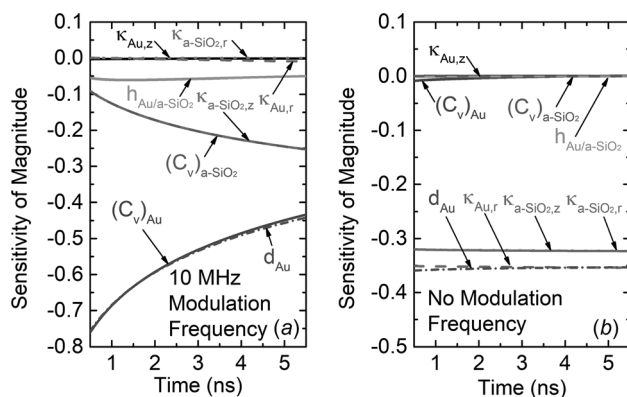 Sensitivity of Magnitude
0.1
0.0
-0.1
-0.2
-0.3
-0.4
-0.5
-0.6
-0.7
-0.8
κAu,z
κa-SiO₂,r
hAu/a-SiO₂
κa-SiO₂,z
κAu,r
(Cᵥ)a-SiO₂
(Cᵥ)Au
dAu
10 MHz
Modulation
Frequency
(a)
1 2 3 4 5
Time (ns)
Sensitivity of Magnitude
0.1
0.0
-0.1
-0.2
-0.3
-0.4
-0.5
κAu,z
(Cᵥ)Au
(Cᵥ)a-SiO₂
hAu/a-SiO₂
dAu
κAu,r
κa-SiO₂,z
κa-SiO₂,r
No Modulation
Frequency
(b)
1 2 3 4 5
Time (ns)